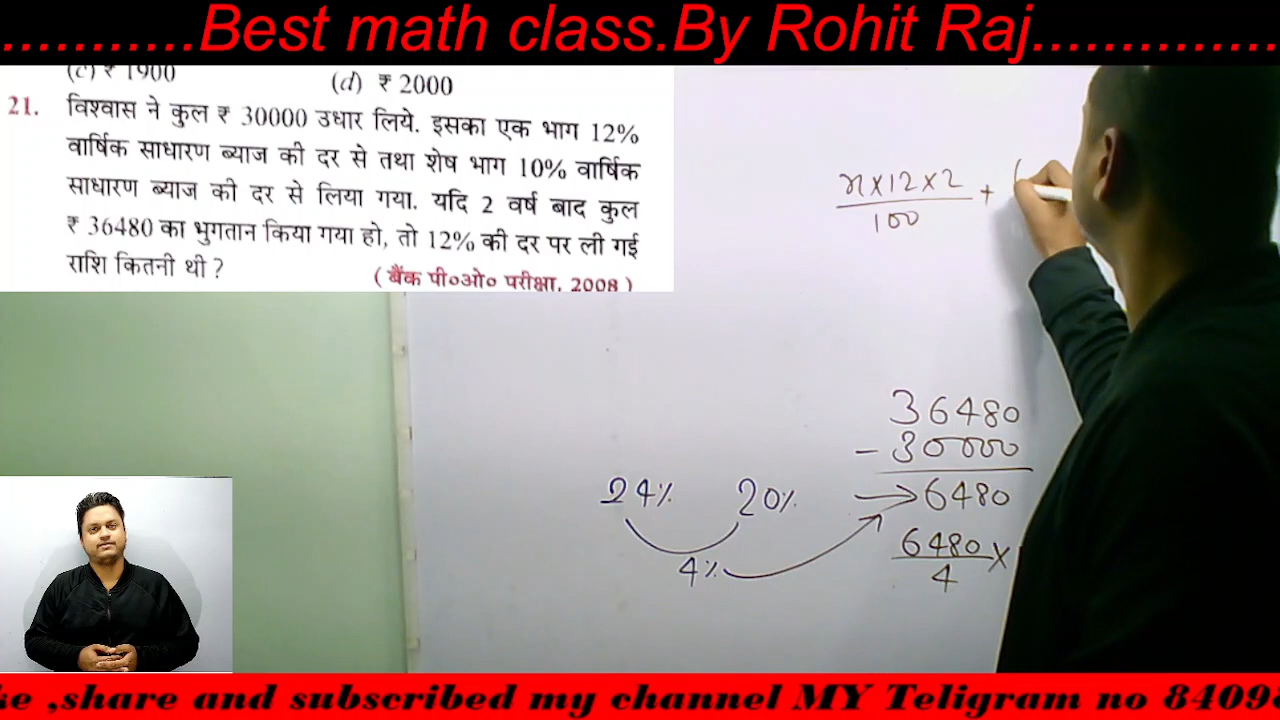 ...........Best math class.By Rohit Raj..............
(c) ₹ 1900 (d) ₹ 2000
21. विश्वास ने कुल ₹ 30000 उधार लिये. इसका एक भाग 12%
वार्षिक साधारण ब्याज की दर से तथा शेष भाग 10% वार्षिक
साधारण ब्याज की दर से लिया गया. यदि 2 वर्ष बाद कुल
₹ 36480 का भुगतान किया गया हो, तो 12% की दर पर ली गई
राशि कितनी थी ?
( बैंक पी०ओ० परीक्षा, 2008 )
x×12×2 + (
100
36480
- 30000
24% 20% 6480
4%
6480 ×
4
ke ,share and subscribed my channel MY Teligram no 8409